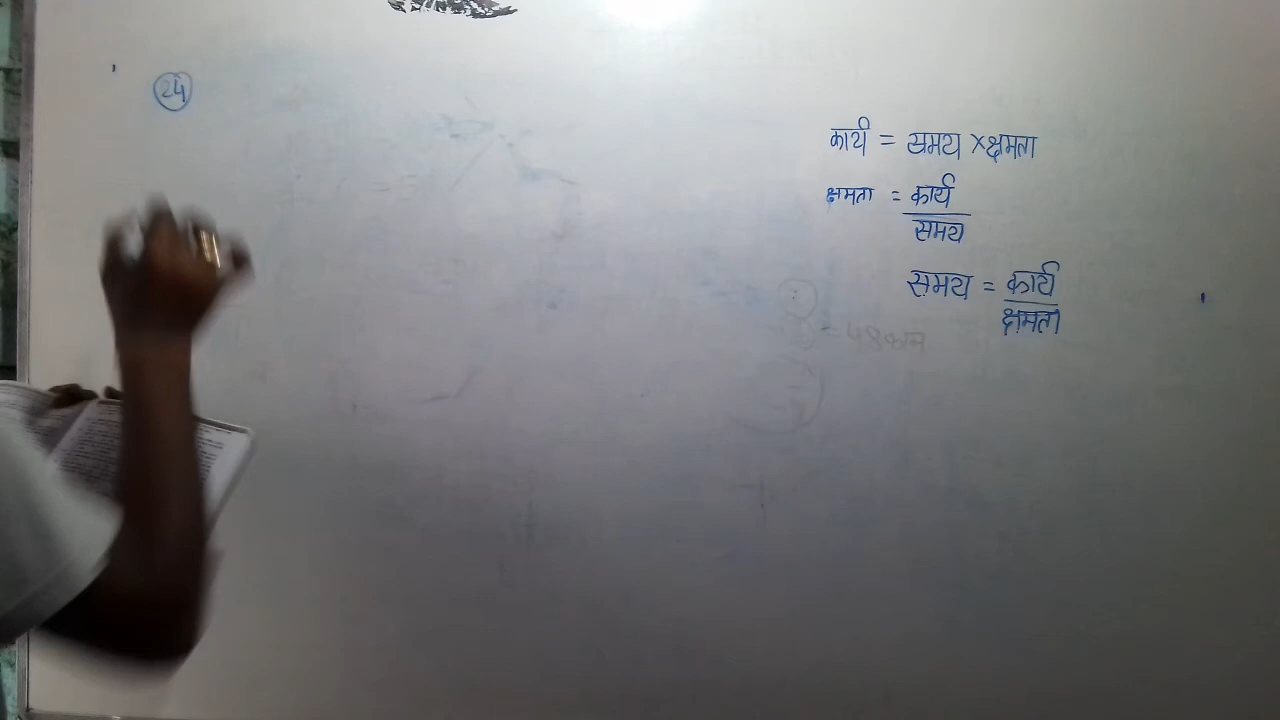 24
कार्य = समय × क्षमता
क्षमता = कार्य
समय
समय = कार्य
क्षमता